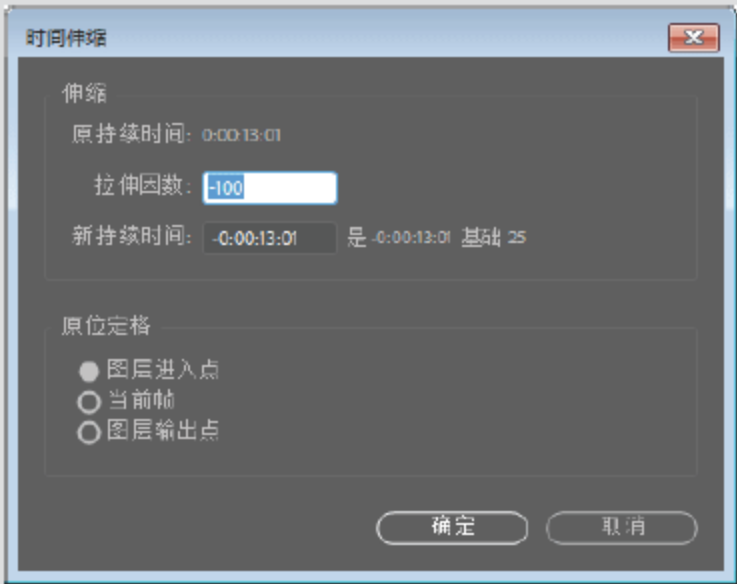 时间伸缩
伸缩
原持续时间: 0:00:13:01
拉伸因数: -100
新持续时间: -0:00:13:01 是 -0:00:13:01 基础 25
原位定格
图层进入点
当前帧
图层输出点
确定 取消